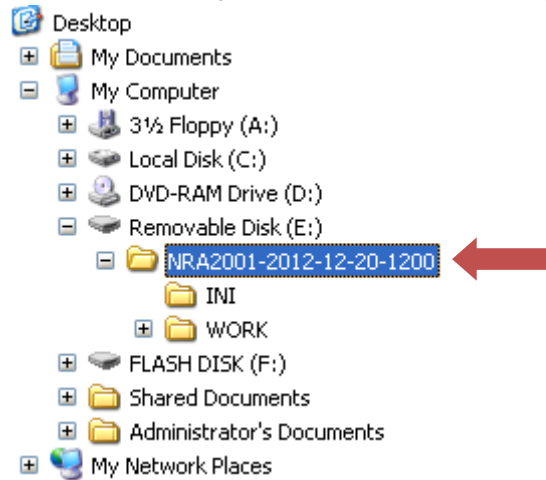 Desktop
My Documents
My Computer
3½ Floppy (A:)
Local Disk (C:)
DVD-RAM Drive (D:)
Removable Disk (E:)
NRA2001-2012-12-20-1200
INI
WORK
FLASH DISK (F:)
Shared Documents
Administrator's Documents
My Network Places